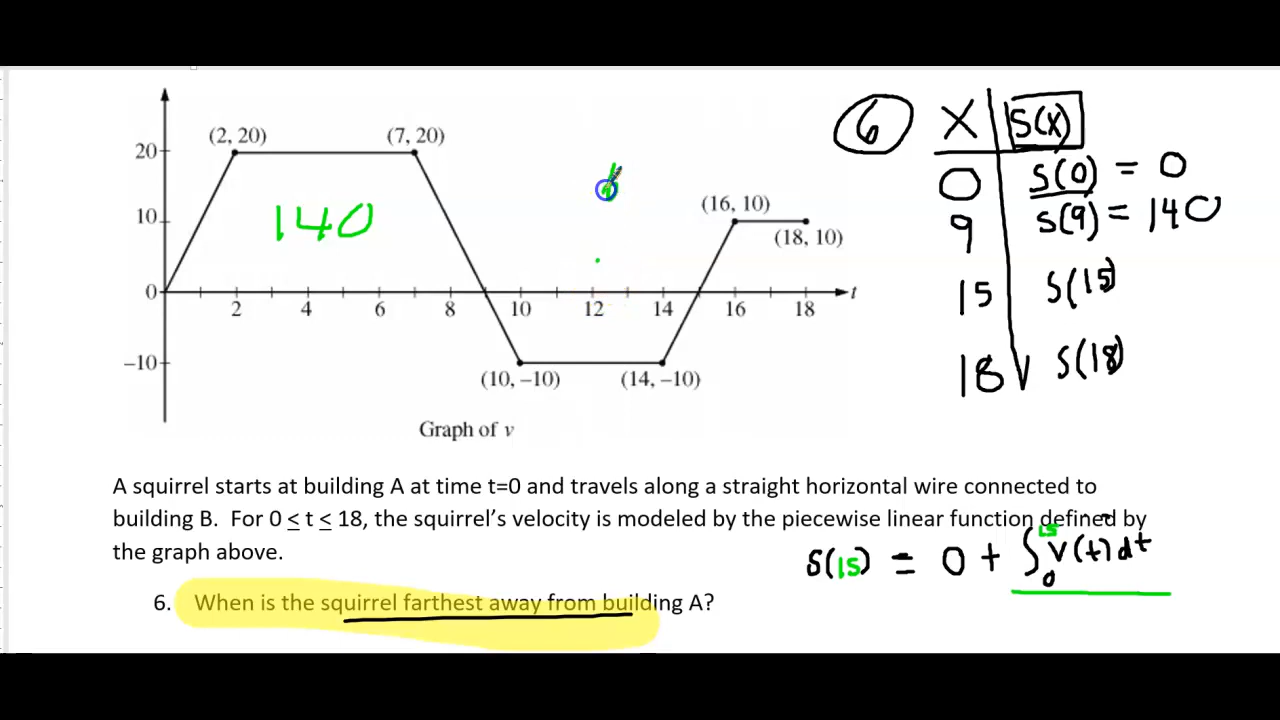 (2, 20)
(7, 20)
20
10
0
−10
140
(16, 10)
(18, 10)
2 4 6 8 10 12 14 16 18 t
(10, −10)
(14, −10)
Graph of v
6
X S(x)
0 S(0) = 0
9 S(9) = 140
15 S(15)
18 S(18)
A squirrel starts at building A at time t=0 and travels along a straight horizontal wire connected to
building B. For 0 ≤ t ≤ 18, the squirrel's velocity is modeled by the piecewise linear function defined by
the graph above.
S(15) = 0 + ∫₀¹⁵ v(t) dt
6. When is the squirrel farthest away from building A?